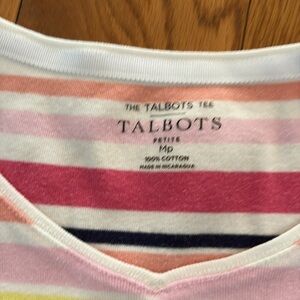 THE TALBOTS TEE
TALBOTS
PETITE
Mp
100% COTTON
MADE IN NICARAGUA